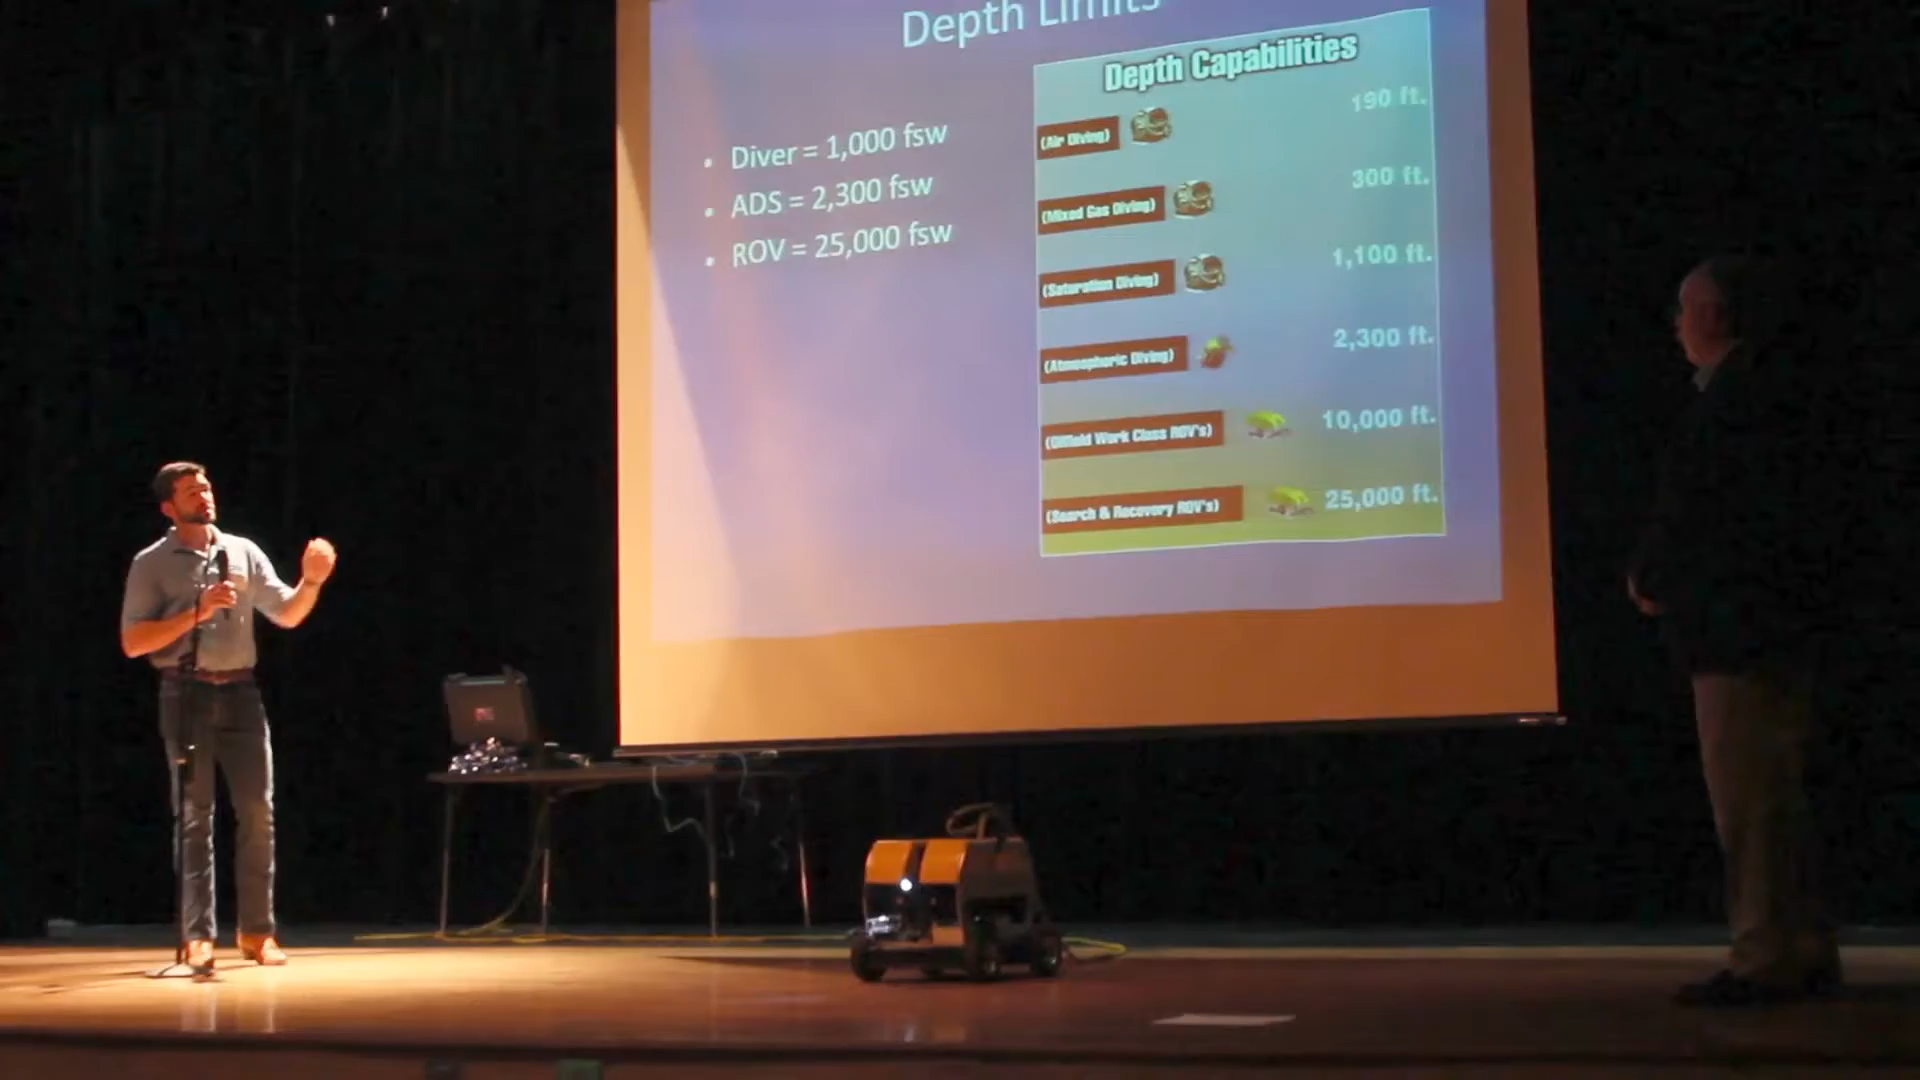 Depth Limits
• Diver = 1,000 fsw
• ADS = 2,300 fsw
• ROV = 25,000 fsw
Depth Capabilities
(Air Diving) 190 ft.
(Mixed Gas Diving) 300 ft.
(Saturation Diving) 1,100 ft.
(Atmospheric Diving) 2,300 ft.
(Oilfield Work Class ROV's) 10,000 ft.
(Search & Recovery ROV's) 25,000 ft.